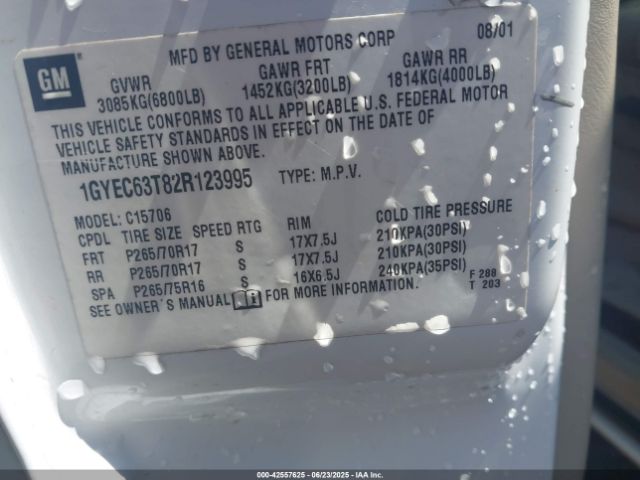 GM
MFD BY GENERAL MOTORS CORP 08/01
GVWR GAWR FRT GAWR RR
3085KG(6800LB) 1452KG(3200LB) 1814KG(4000LB)
THIS VEHICLE CONFORMS TO ALL APPLICABLE U.S. FEDERAL MOTOR
VEHICLE SAFETY STANDARDS IN EFFECT ON THE DATE OF
MANUFACTURE SHOWN ABOVE.
1GYEC63T82R123995 TYPE: M.P.V.
MODEL: C15706
CPDL TIRE SIZE SPEED RTG RIM COLD TIRE PRESSURE
FRT P265/70R17 S 17X7.5J 210KPA(30PSI)
RR P265/70R17 S 17X7.5J 210KPA(30PSI)
SPA P265/75R16 S 16X6.5J 240KPA(35PSI)
SEE OWNER'S MANUAL FOR MORE INFORMATION.
F 288
T 203
000-42557625 - 06/23/2025 - COPYRIGHT © IAA